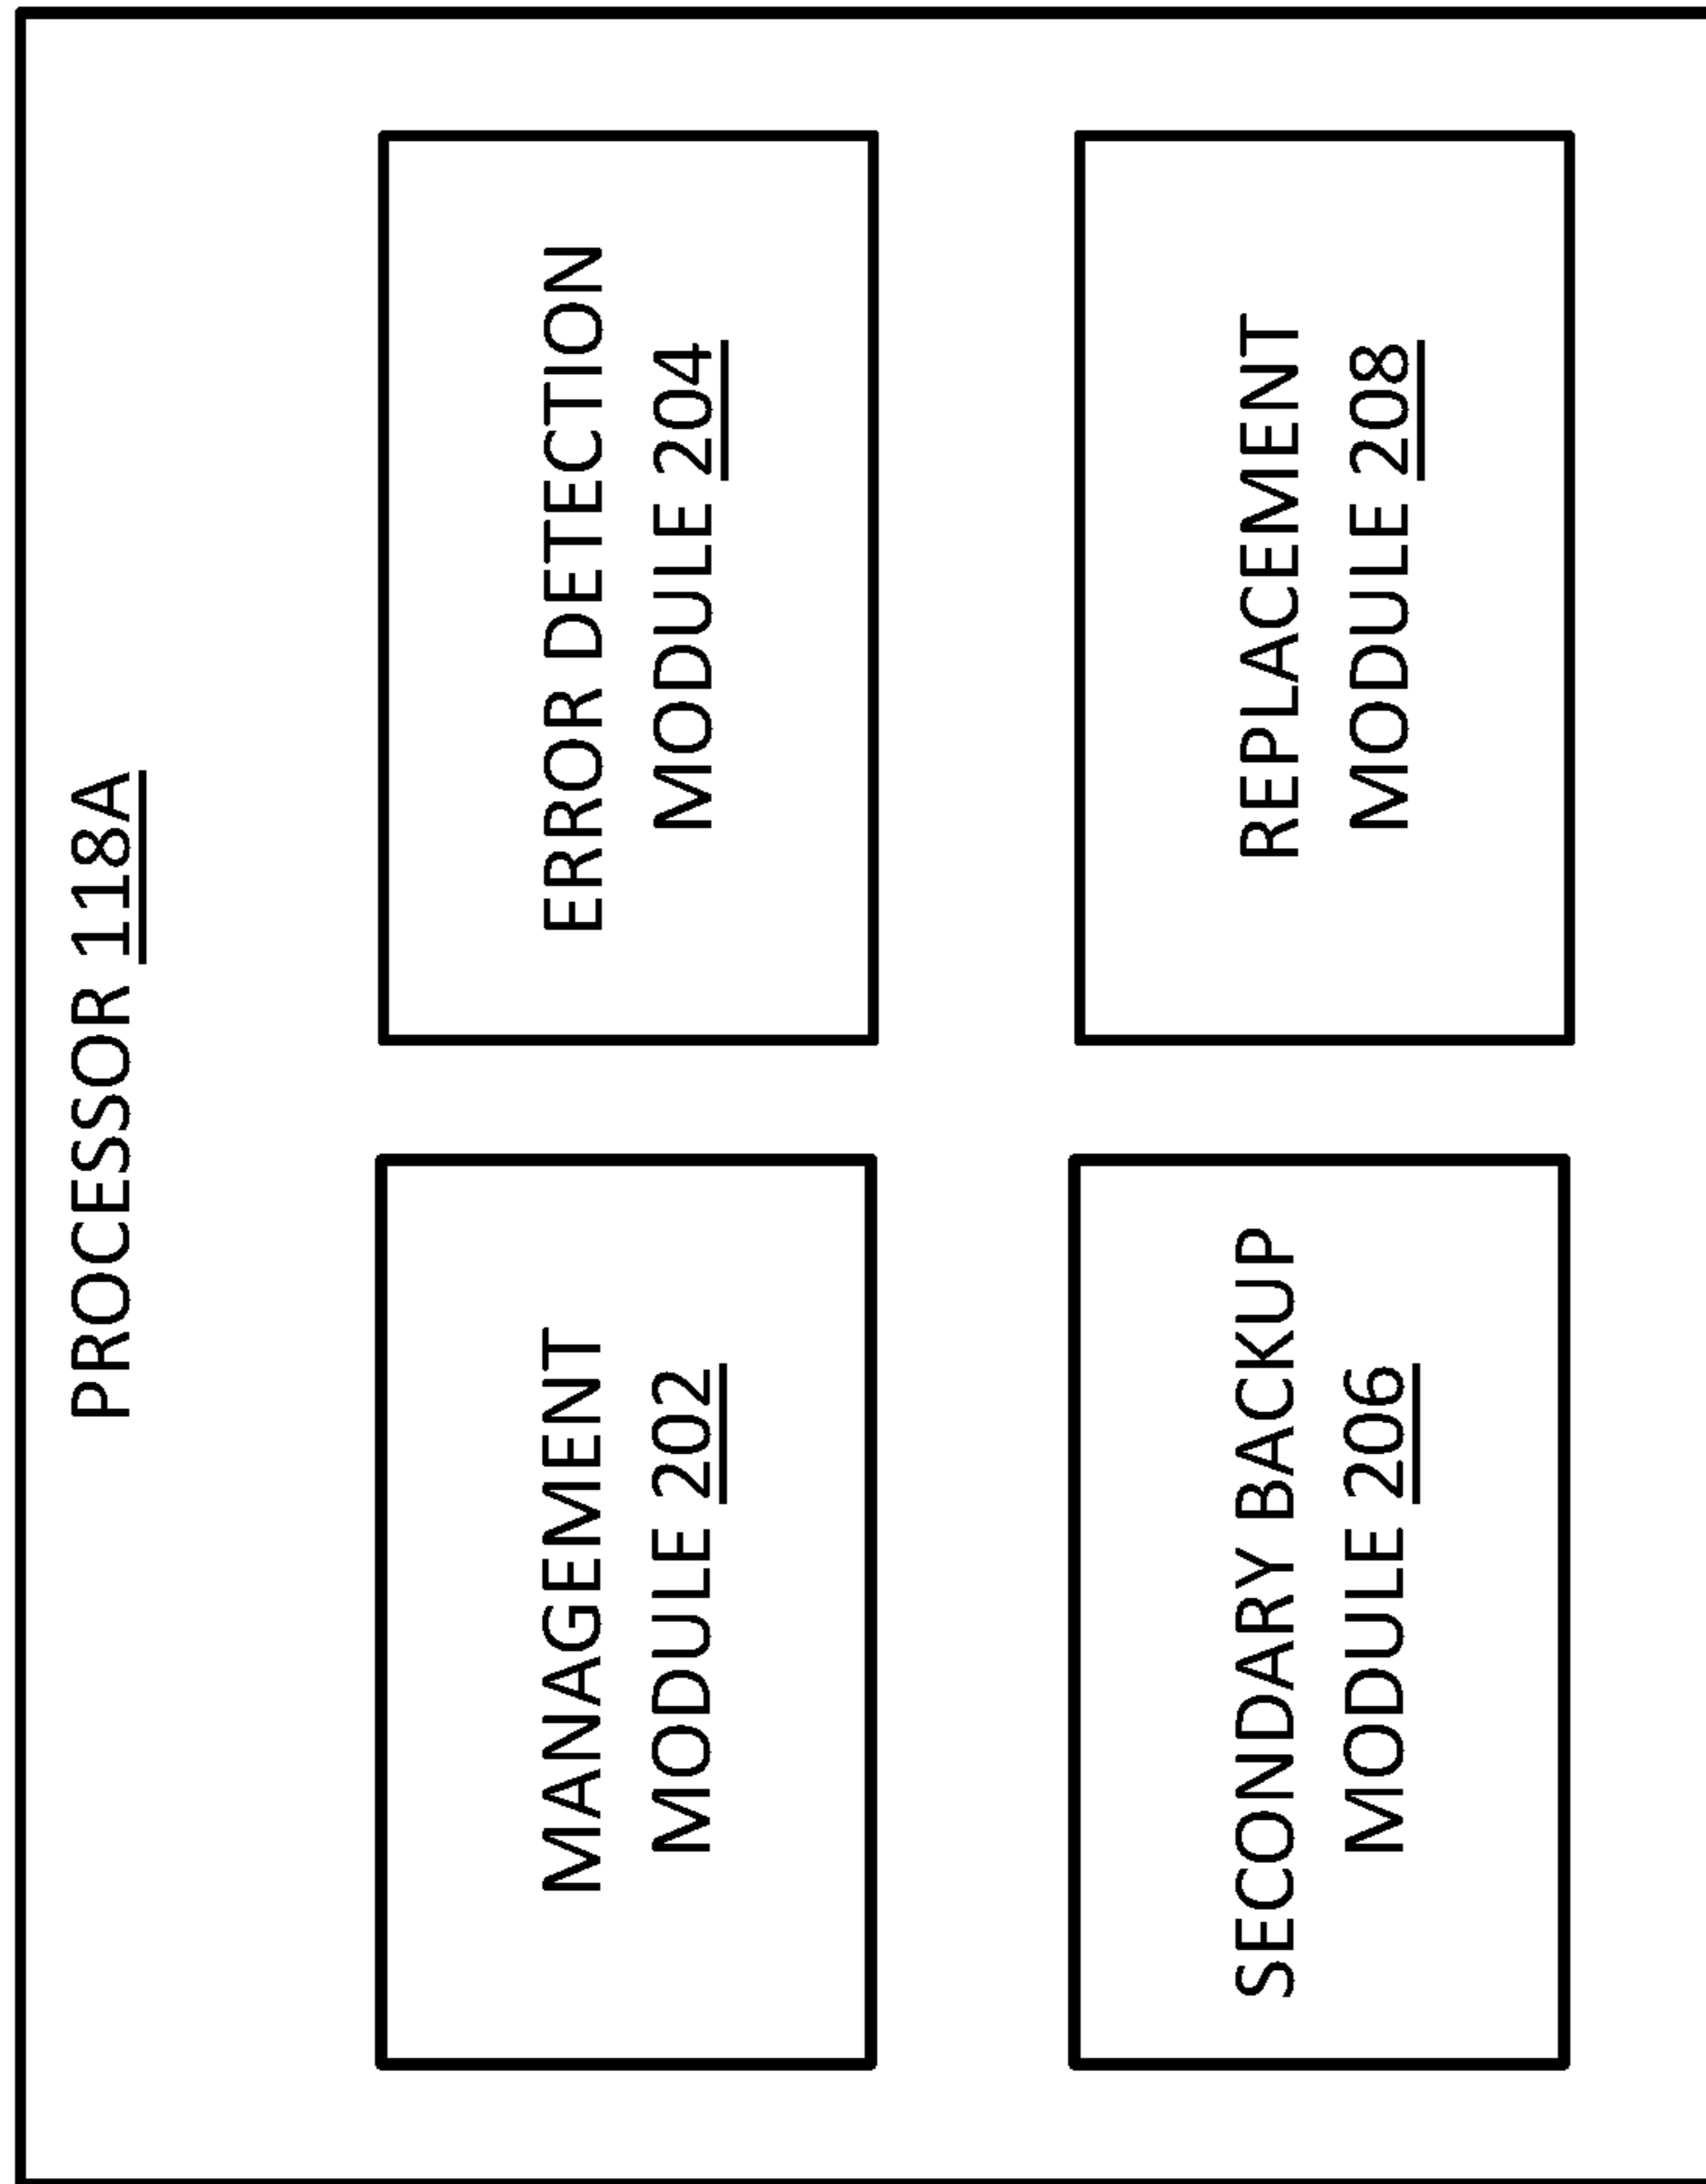 PROCESSOR 118A
MANAGEMENT
MODULE 202
ERROR DETECTION
MODULE 204
SECONDARY BACKUP
MODULE 206
REPLACEMENT
MODULE 208